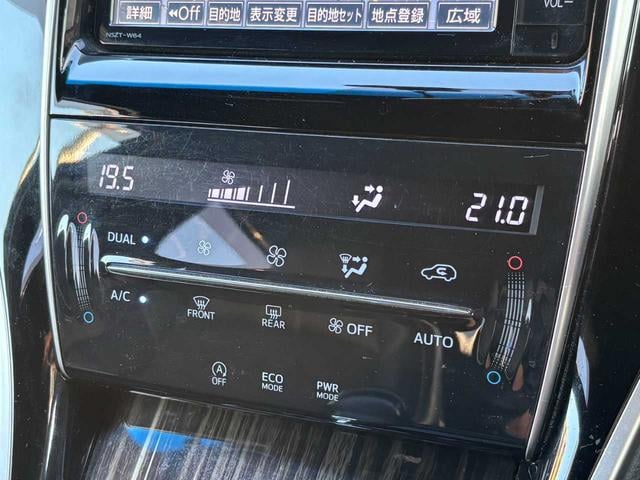 詳細 ◀◀Off 目的地 表示変更 目的地セット 地点登録 広域
VOL−
NSZT-W64
19.5 21.0
DUAL
A/C FRONT REAR OFF AUTO
A OFF ECO MODE PWR MODE